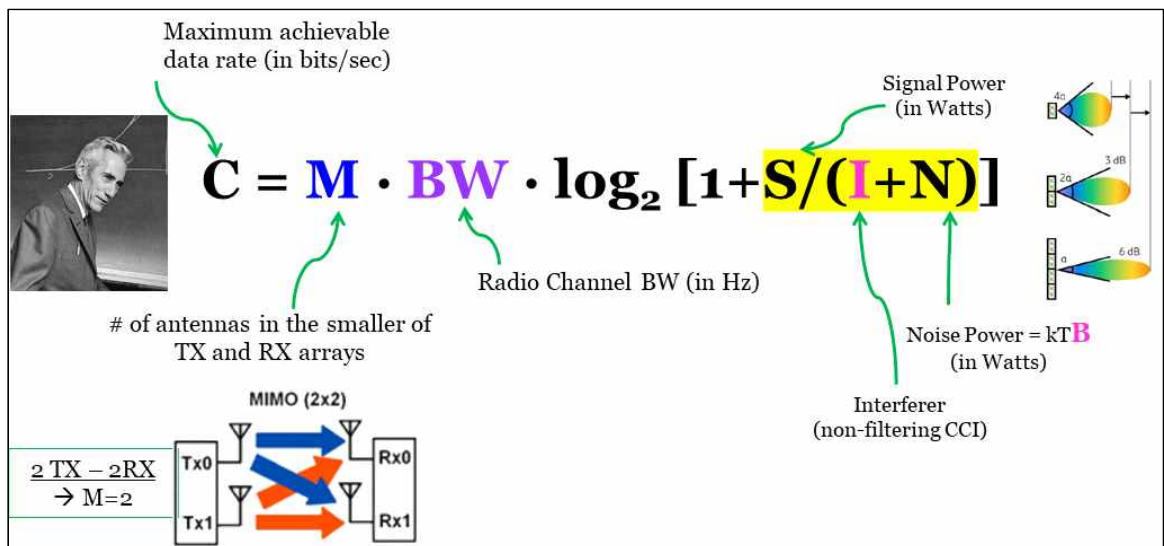 Maximum achievable
data rate (in bits/sec)
Signal Power
(in Watts)
4α
3 dB
2α
6 dB
α
C = M · BW · log₂ [1+S/(I+N)]
Radio Channel BW (in Hz)
# of antennas in the smaller of
TX and RX arrays
Noise Power = kTB
(in Watts)
Interferer
(non-filtering CCI)
MIMO (2x2)
2 TX – 2RX
→ M=2
Tx0
Tx1
Rx0
Rx1